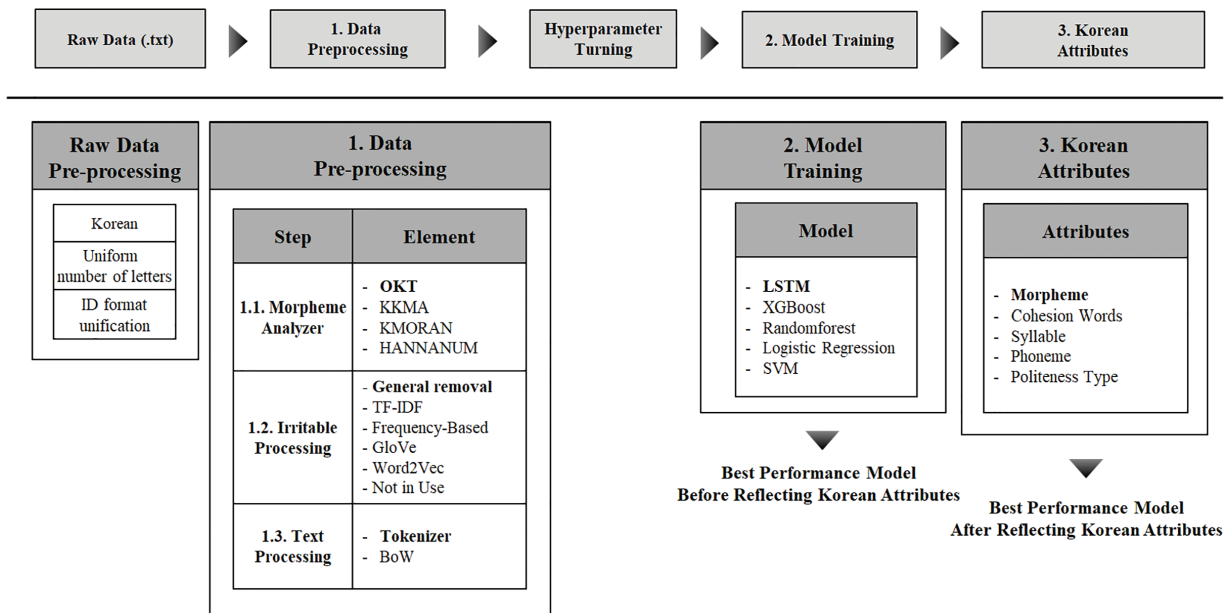 Raw Data (.txt)
1. Data
Preprocessing
Hyperparameter
Turning
2. Model Training
3. Korean
Attributes
Raw Data
Pre-processing
Korean
Uniform
number of letters
ID format
unification
1. Data
Pre-processing
Step
Element
1.1. Morpheme
Analyzer
- OKT
- KKMA
- KMORAN
- HANNANUM
1.2. Irritable
Processing
- General removal
- TF-IDF
- Frequency-Based
- GloVe
- Word2Vec
- Not in Use
1.3. Text
Processing
- Tokenizer
- BoW
2. Model
Training
Model
- LSTM
- XGBoost
- Randomforest
- Logistic Regression
- SVM
Best Performance Model
Before Reflecting Korean Attributes
3. Korean
Attributes
Attributes
- Morpheme
- Cohesion Words
- Syllable
- Phoneme
- Politeness Type
Best Performance Model
After Reflecting Korean Attributes